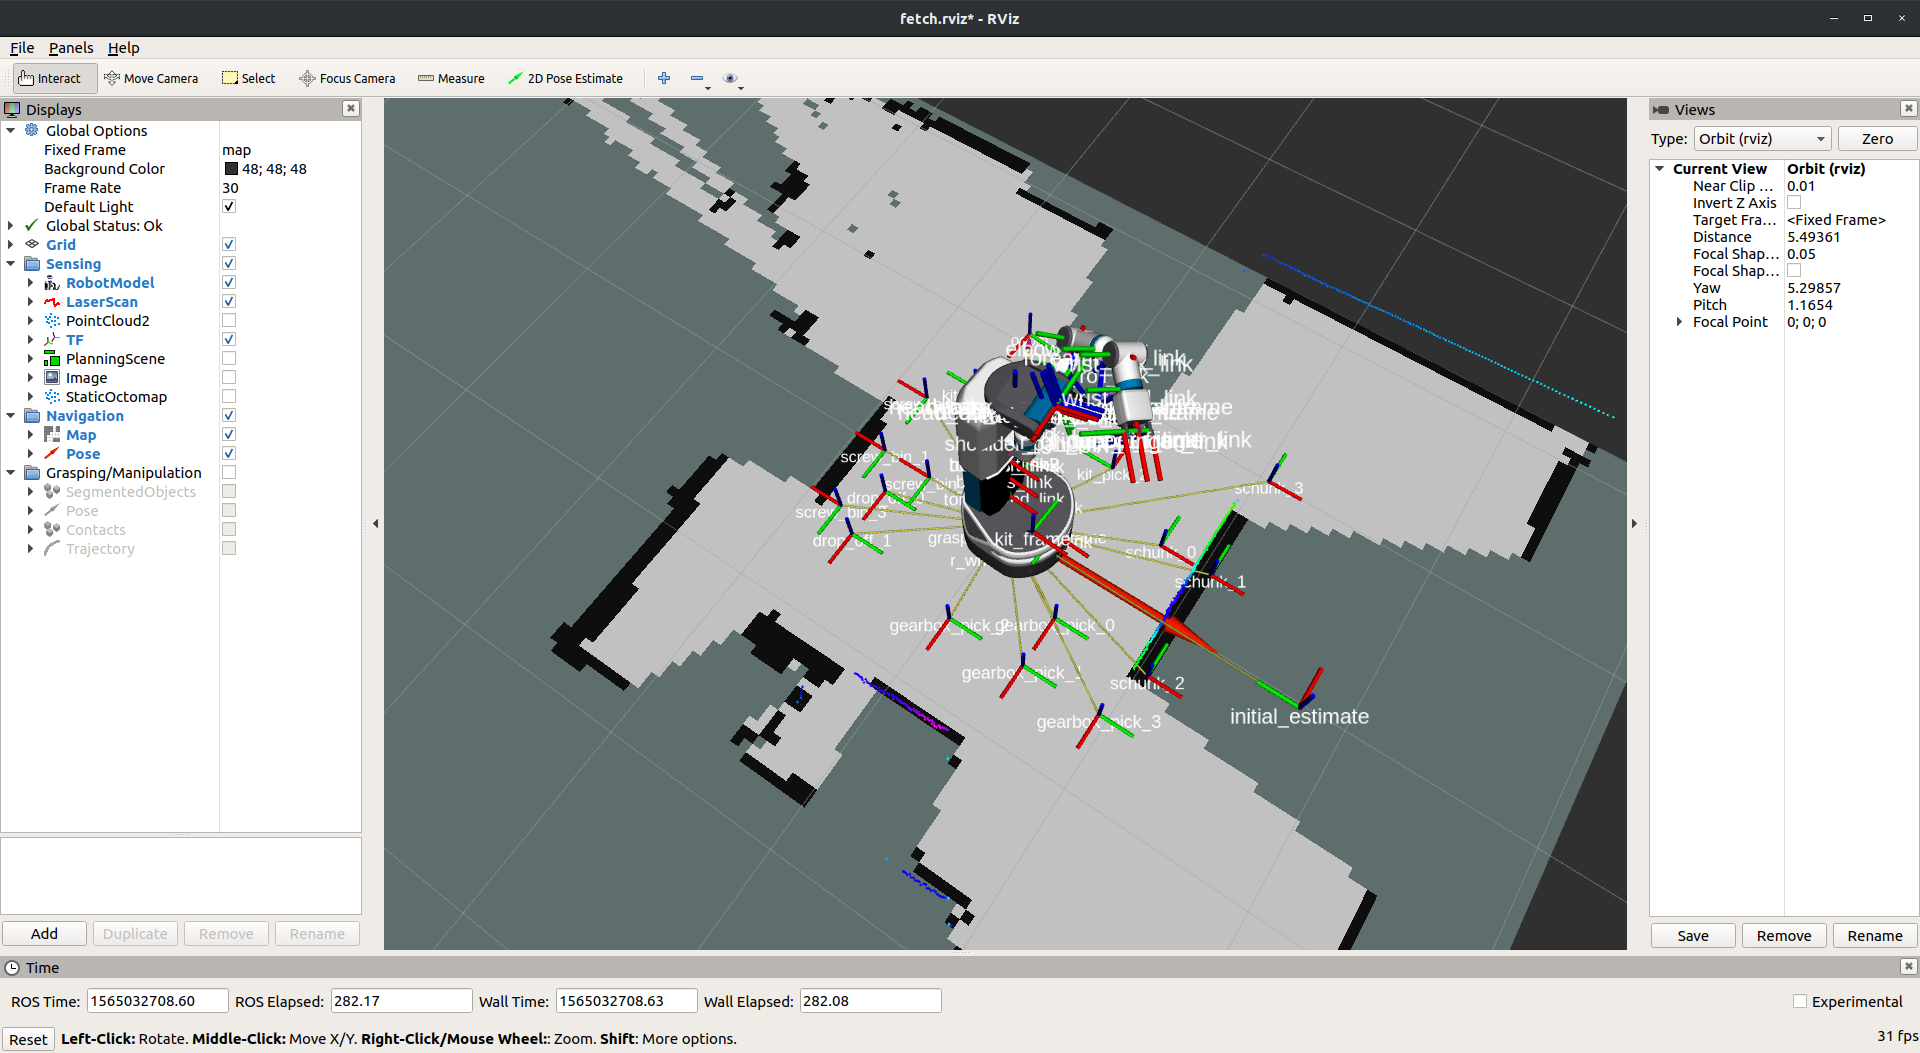 fetch.rviz* - RViz
File Panels Help
Interact Move Camera Select Focus Camera Measure 2D Pose Estimate
Displays
Global Options
Fixed Frame map
Background Color 48; 48; 48
Frame Rate 30
Default Light
Global Status: Ok
Grid
Sensing
RobotModel
LaserScan
PointCloud2
TF
PlanningScene
Image
StaticOctomap
Navigation
Map
Pose
Grasping/Manipulation
SegmentedObjects
Pose
Contacts
Trajectory
Add Duplicate Remove Rename
screw_bin_1
screw_bin_3
drop_off_1
kit_frame
schunk_3
schunk_0
schunk_1
gearbox_pick_2
gearbox_pick_0
gearbox_pick_1
schunk_2
gearbox_pick_3
initial_estimate
Views
Type: Orbit (rviz) Zero
Current View Orbit (rviz)
Near Clip ... 0.01
Invert Z Axis
Target Fra... <Fixed Frame>
Distance 5.49361
Focal Shap... 0.05
Focal Shap...
Yaw 5.29857
Pitch 1.1654
Focal Point 0; 0; 0
Save Remove Rename
Time
ROS Time: 1565032708.60 ROS Elapsed: 282.17 Wall Time: 1565032708.63 Wall Elapsed: 282.08 Experimental
Reset Left-Click: Rotate. Middle-Click: Move X/Y. Right-Click/Mouse Wheel:: Zoom. Shift: More options. 31 fps